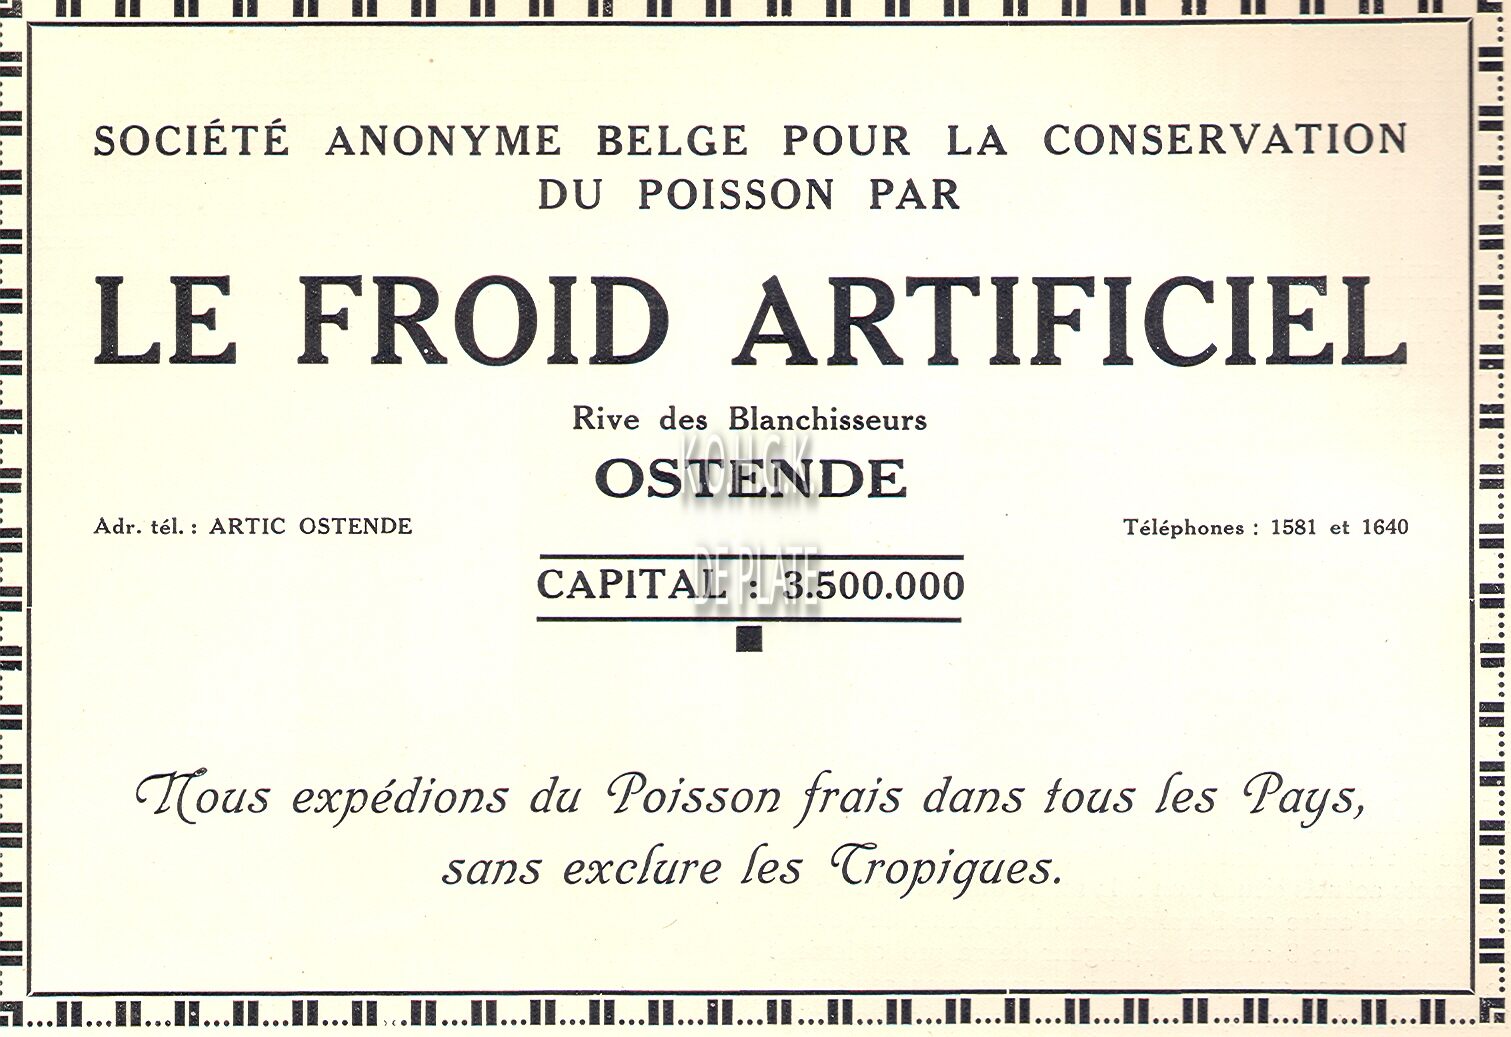 SOCIÉTÉ ANONYME BELGE POUR LA CONSERVATION
DU POISSON PAR
LE FROID ARTIFICIEL
Rive des Blanchisseurs
OSTENDE
Adr. tél. : ARTIC OSTENDE
Téléphones : 1581 et 1640
CAPITAL : 3.500.000
Nous expédions du Poisson frais dans tous les Pays,
sans exclure les Tropiques.
K.O.H.G.K.
DE PLATE